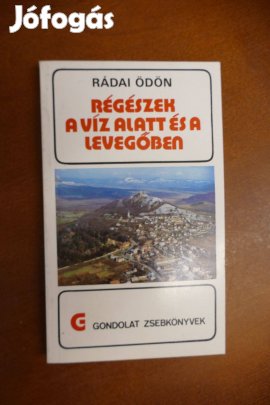 Jófogás
RÁDAI ÖDÖN
RÉGÉSZEK
A VÍZ ALATT ÉS A
LEVEGŐBEN
G GONDOLAT ZSEBKÖNYVEK